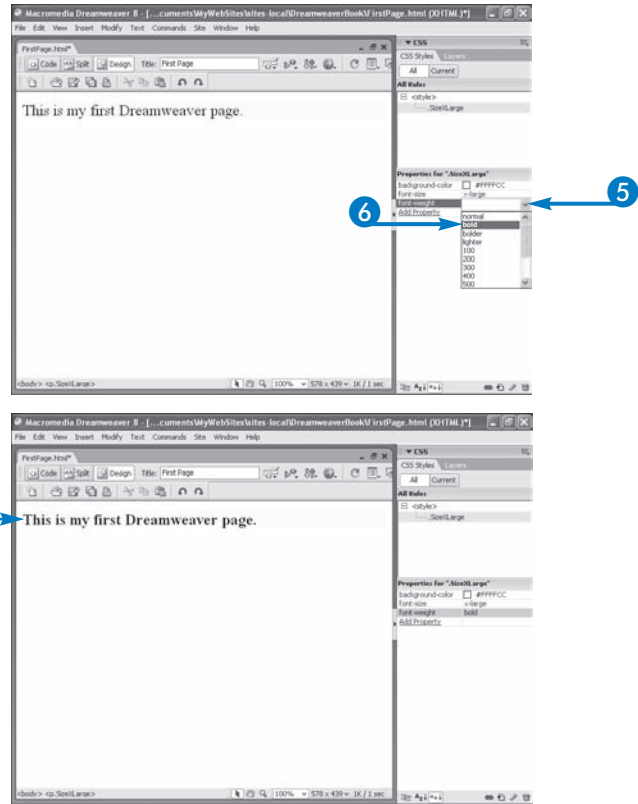 Macromedia Dreamweaver 8 - [...cuments\MyWebSites\sites-local\DreamweaverBook\FirstPage.html (XHTML)*]
File Edit View Insert Modify Text Commands Site Window Help
FirstPage.html*
Code Split Design Title: First Page
This is my first Dreamweaver page.
<body> <p.SizeXLarge>
100% 578 x 439 1K / 1 sec
CSS
CSS Styles Layers
All Current
All Rules
<style>
.SizeXLarge
Properties for ".SizeXLarge"
background-color #FFFFCC
font-size x-large
font-weight
Add Property
normal
bold
bolder
lighter
100
200
300
400
500
5
6
Macromedia Dreamweaver 8 - [...cuments\MyWebSites\sites-local\DreamweaverBook\FirstPage.html (XHTML)*]
File Edit View Insert Modify Text Commands Site Window Help
FirstPage.html*
Code Split Design Title: First Page
This is my first Dreamweaver page.
<body> <p.SizeXLarge>
100% 578 x 439 1K / 1 sec
CSS
CSS Styles Layers
All Current
All Rules
<style>
.SizeXLarge
Properties for ".SizeXLarge"
background-color #FFFFCC
font-size x-large
font-weight bold
Add Property